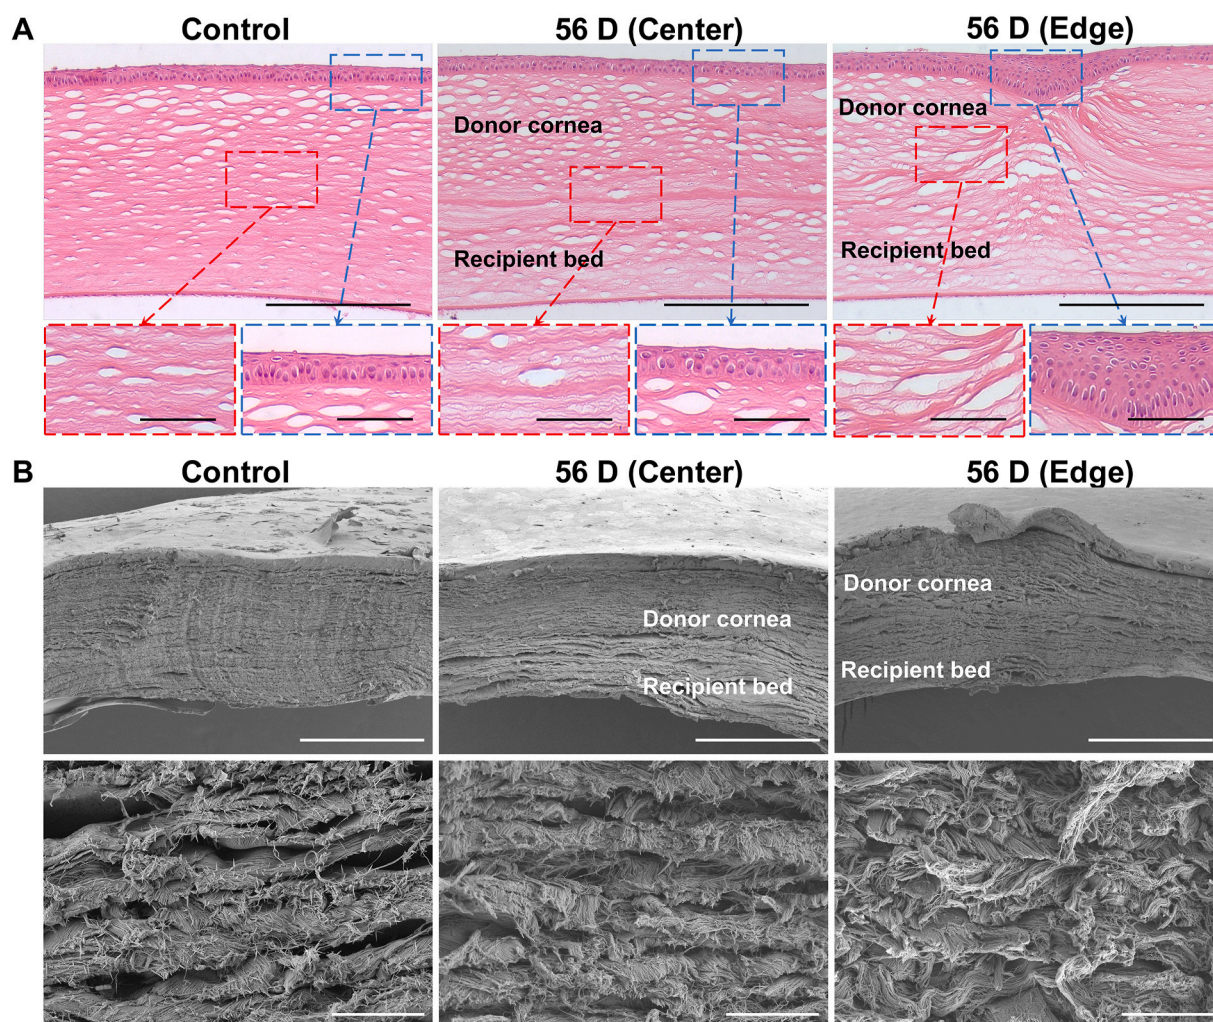 A
Control
56 D (Center)
56 D (Edge)
Donor cornea
Donor cornea
Recipient bed
Recipient bed
B
Control
56 D (Center)
56 D (Edge)
Donor cornea
Donor cornea
Recipient bed
Recipient bed